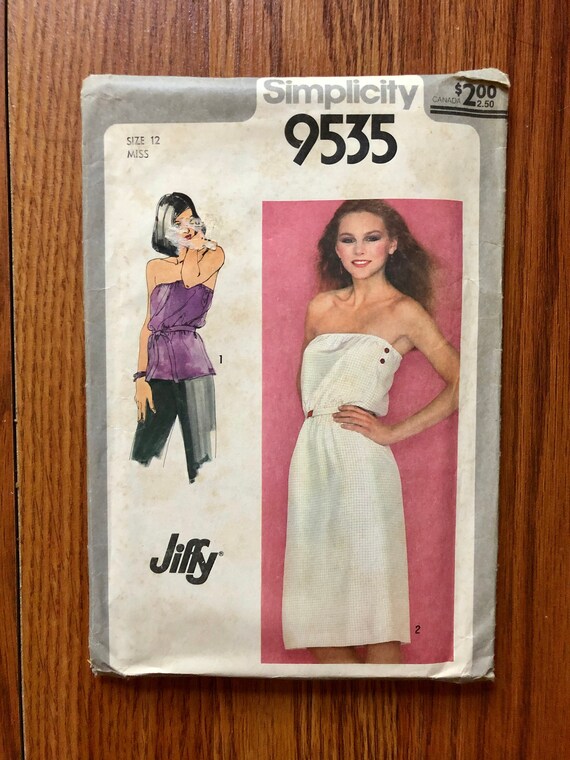 Simplicity
$2.00
CANADA 2.50
9535
SIZE 12
MISS
1
Jiffy®
2